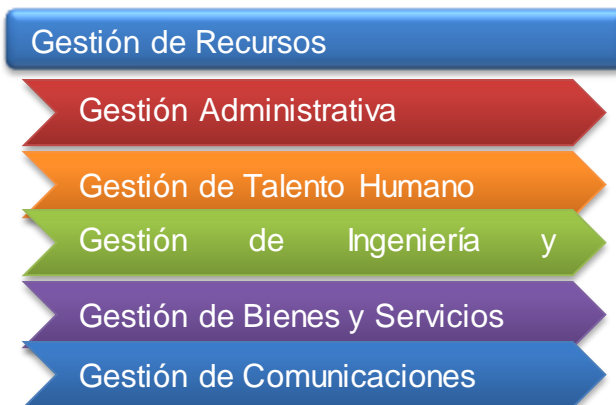 Gestión de Recursos
Gestión Administrativa
Gestión de Talento Humano
Gestión de Ingeniería y
Gestión de Bienes y Servicios
Gestión de Comunicaciones